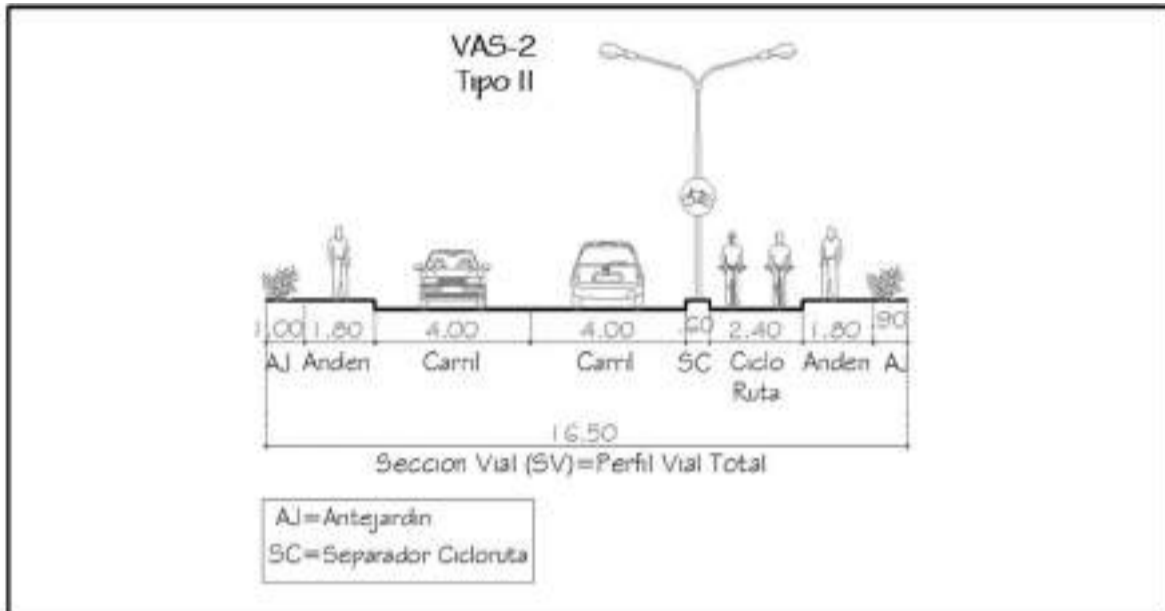 VAS-2
Tipo II
1.00 1.80 4.00 4.00 .60 2.40 1.80 .90
AJ Anden Carril Carril SC Ciclo Ruta Anden AJ
16.50
Seccion Vial (SV)=Perfil Vial Total
AJ=Antejardin
SC=Separador Cicloruta